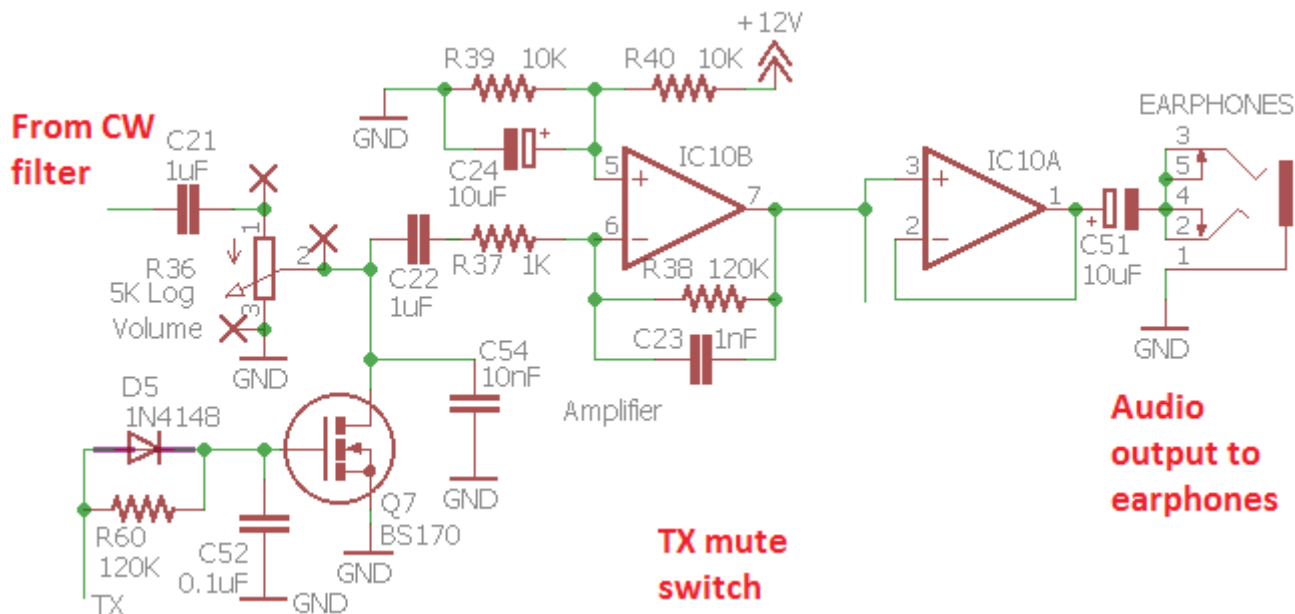 +12V
R39 10K
R40 10K
From CW
filter
C21
1uF
GND
C24
10uF
5
6
IC10B
7
3
2
IC10A
1
EARPHONES
3
5
4
2
1
C51
10uF
1
2
3
R36
5K Log
Volume
GND
C22
1uF
R37 1K
R38 120K
C23 1nF
GND
C54
10nF
Amplifier
GND
D5
1N4148
R60
120K
TX
C52
0.1uF
GND
Q7
BS170
GND
TX mute
switch
Audio
output to
earphones